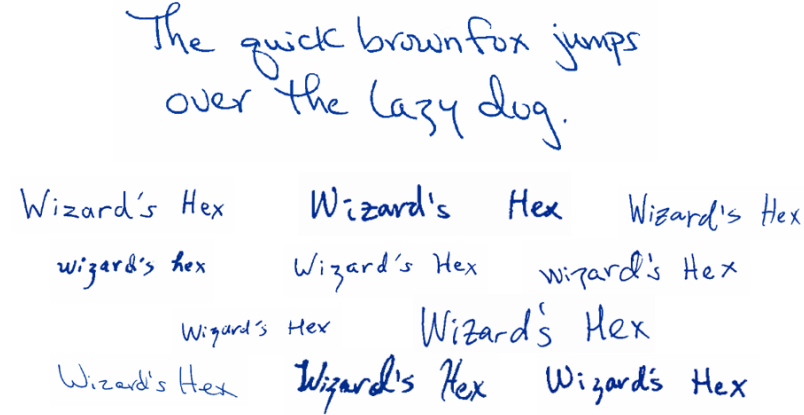 The quick brown fox jumps
over the lazy dog.
Wizard's Hex Wizard's Hex Wizard's Hex
wizard's hex Wizard's Hex wizard's Hex
Wizard's Hex Wizard's Hex
Wizard's Hex Wizard's Hex Wizard's Hex